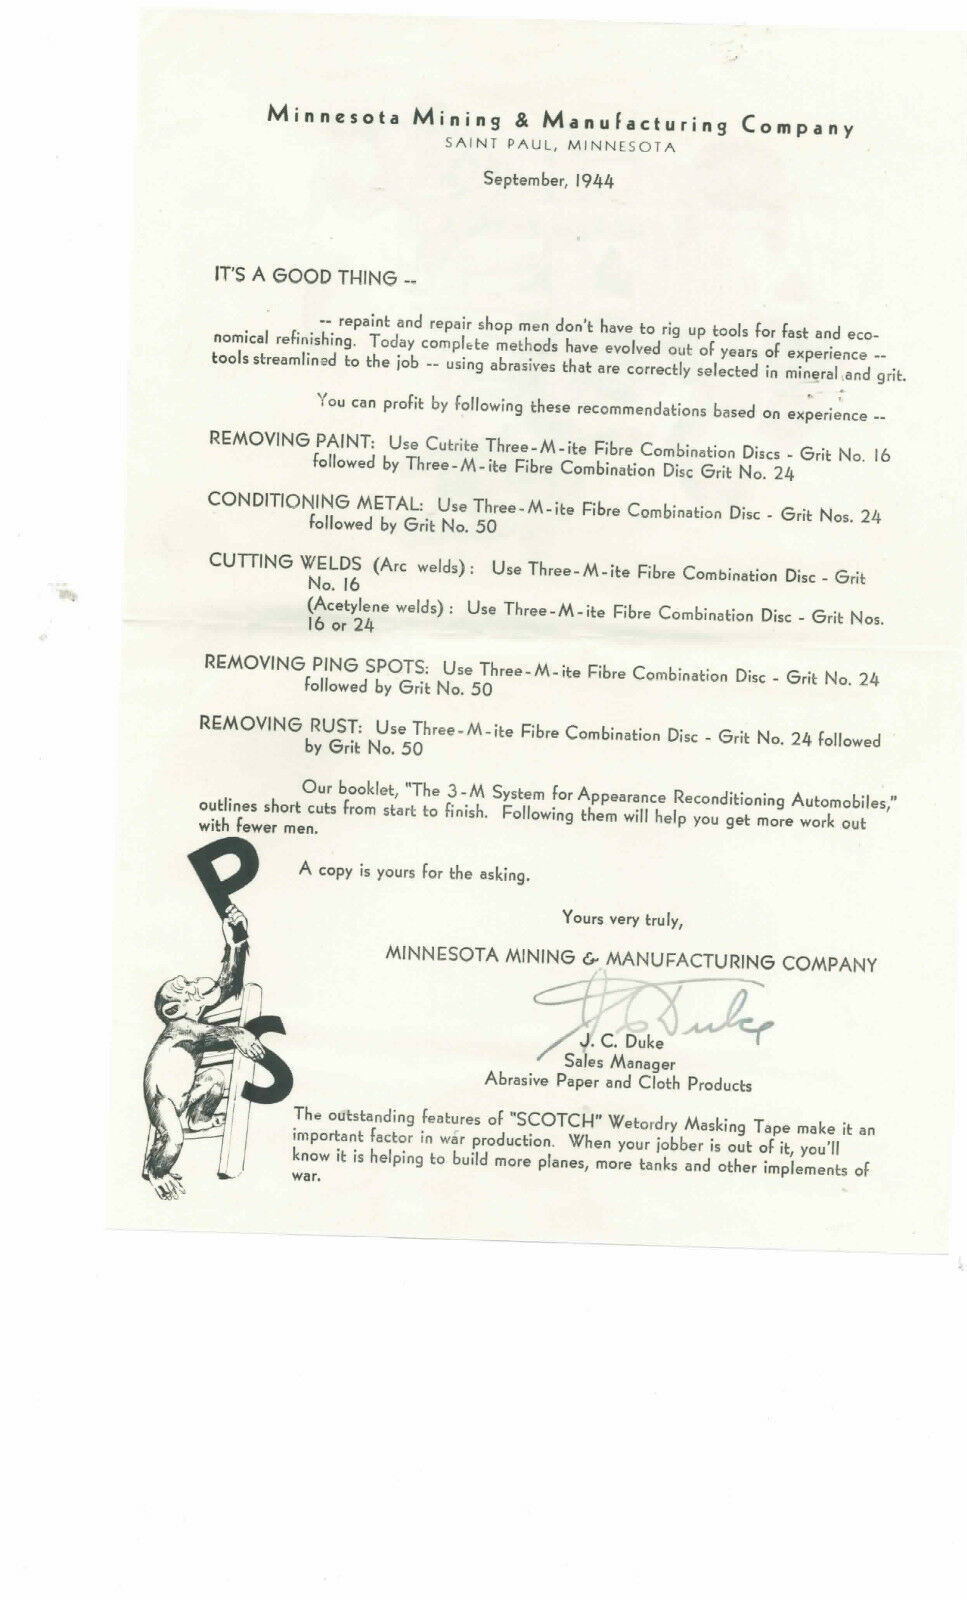 Minnesota Mining & Manufacturing Company
SAINT PAUL, MINNESOTA
September, 1944
IT'S A GOOD THING --
-- repaint and repair shop men don't have to rig up tools for fast and eco-
nomical refinishing. Today complete methods have evolved out of years of experience --
tools streamlined to the job -- using abrasives that are correctly selected in mineral and grit.
You can profit by following these recommendations based on experience --
REMOVING PAINT: Use Cutrite Three-M-ite Fibre Combination Discs - Grit No. 16
followed by Three-M-ite Fibre Combination Disc Grit No. 24
CONDITIONING METAL: Use Three-M-ite Fibre Combination Disc - Grit Nos. 24
followed by Grit No. 50
CUTTING WELDS (Arc welds): Use Three-M-ite Fibre Combination Disc - Grit
No. 16
(Acetylene welds): Use Three-M-ite Fibre Combination Disc - Grit Nos.
16 or 24
REMOVING PING SPOTS: Use Three-M-ite Fibre Combination Disc - Grit No. 24
followed by Grit No. 50
REMOVING RUST: Use Three-M-ite Fibre Combination Disc - Grit No. 24 followed
by Grit No. 50
Our booklet, "The 3-M System for Appearance Reconditioning Automobiles,"
outlines short cuts from start to finish. Following them will help you get more work out
with fewer men.
A copy is yours for the asking.
Yours very truly,
MINNESOTA MINING & MANUFACTURING COMPANY
J C Duke
J. C. Duke
Sales Manager
Abrasive Paper and Cloth Products
PS
The outstanding features of "SCOTCH" Wetordry Masking Tape make it an
important factor in war production. When your jobber is out of it, you'll
know it is helping to build more planes, more tanks and other implements of
war.